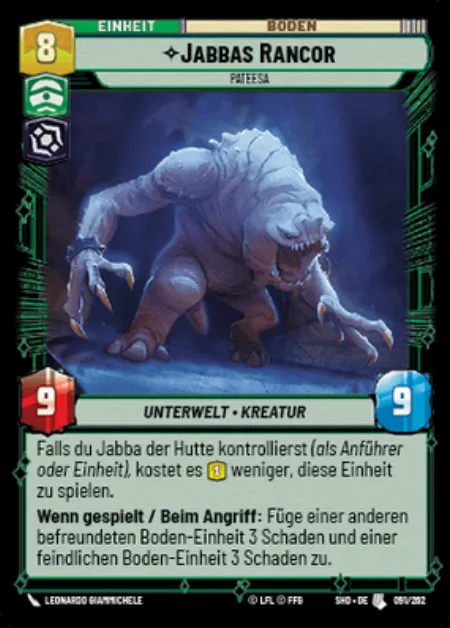 EINHEIT BODEN
8 JABBAS RANCOR
PATEESA
9 UNTERWELT • KREATUR 9
Falls du Jabba der Hutte kontrollierst (als Anführer
oder Einheit), kostet es 1 weniger, diese Einheit
zu spielen.
Wenn gespielt / Beim Angriff: Füge einer anderen
befreundeten Boden-Einheit 3 Schaden und einer
feindlichen Boden-Einheit 3 Schaden zu.
LEONARDO GIAMMICHELE © LFL © FFG SHD • DE 091/262